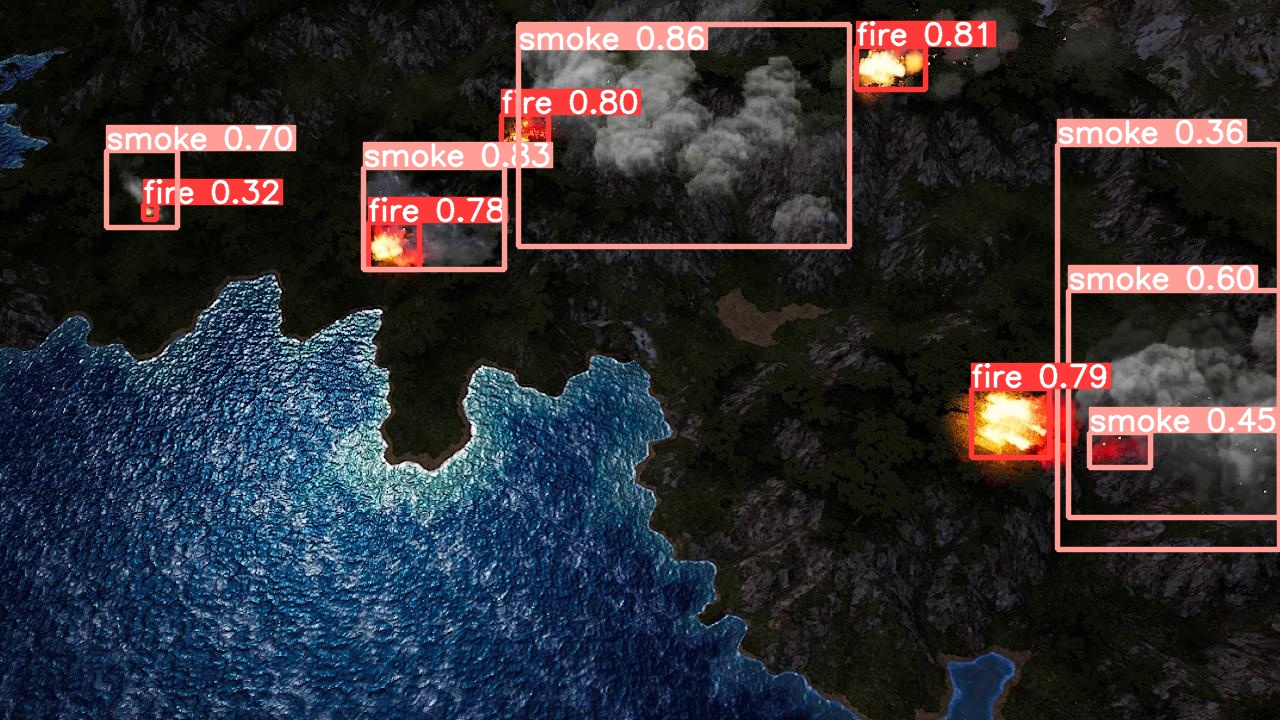 smoke 0.86
fire 0.81
fire 0.80
smoke 0.36
smoke 0.70
smoke 0.83
fire 0.32
fire 0.78
smoke 0.60
fire 0.79
smoke 0.45